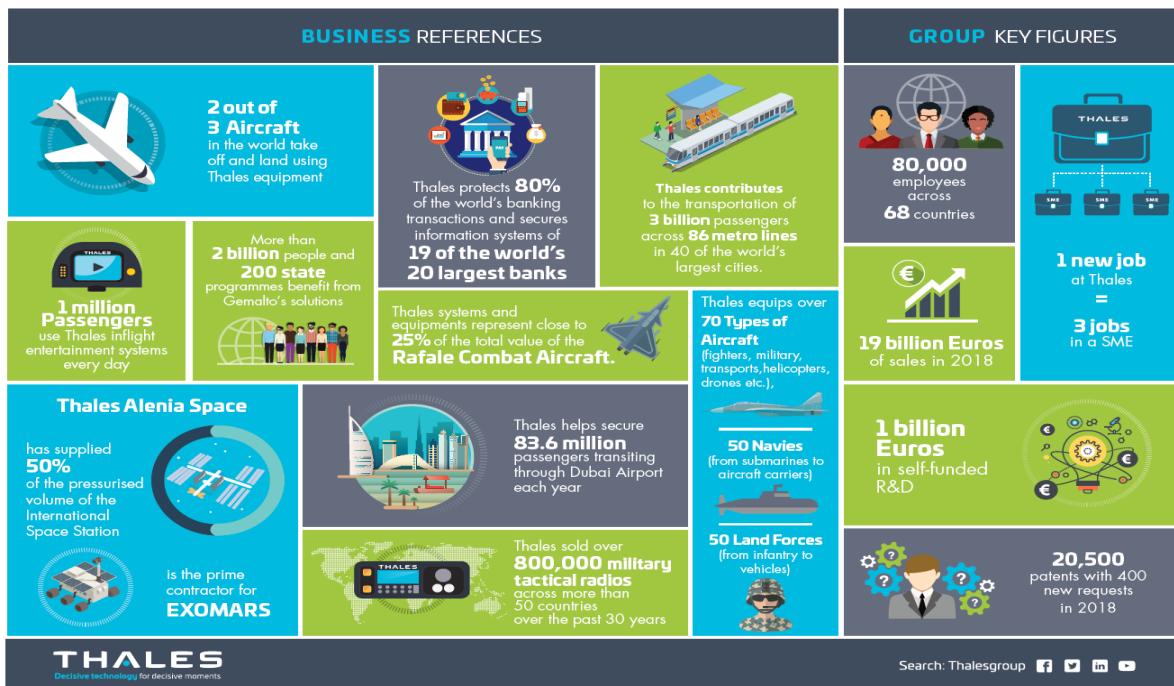 BUSINESS REFERENCES
2 out of
3 Aircraft
in the world take
off and land using
Thales equipment
PAY
Thales protects 80%
of the world's banking
transactions and secures
information systems of
19 of the world's
20 largest banks
Thales contributes
to the transportation of
3 billion passengers
across 86 metro lines
in 40 of the world's
largest cities.
THALES
1 million
Passengers
use Thales inflight
entertainment systems
every day
More than
2 billion people and
200 state
programmes benefit from
Gemalto's solutions
Thales systems and
equipments represent close to
25% of the total value of the
Rafale Combat Aircraft.
Thales equips over
70 Types of
Aircraft
(fighters, military,
transports,helicopters,
drones etc.),
50 Navies
(from submarines to
aircraft carriers)
50 Land Forces
(from infantry to
vehicles)
Thales Alenia Space
has supplied
50%
of the pressurised
volume of the
International
Space Station
is the prime
contractor for
EXOMARS
Thales helps secure
83.6 million
passengers transiting
through Dubai Airport
each year
THALES
Thales sold over
800,000 military
tactical radios
across more than
50 countries
over the past 30 years
GROUP KEY FIGURES
80,000
employees
across
68 countries
THALES
SME SME SME
1 new job
at Thales
=
3 jobs
in a SME
€
19 billion Euros
of sales in 2018
1 billion
Euros
in self-funded
R&D
€
€
€
? ? ? ?
20,500
patents with 400
new requests
in 2018
THALES
Decisive technology for decisive moments
Search: Thalesgroup